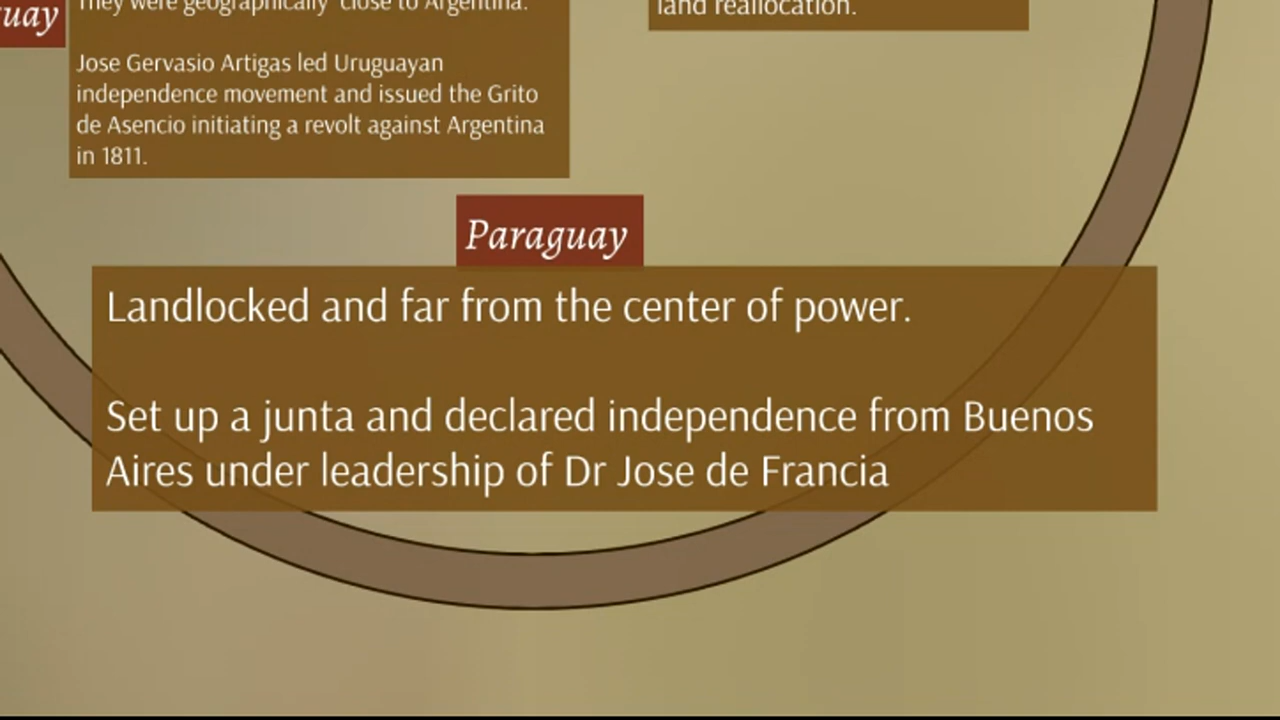 They were geographically close to Argentina.
land reallocation.
uay
Jose Gervasio Artigas led Uruguayan
independence movement and issued the Grito
de Asencio initiating a revolt against Argentina
in 1811.
Paraguay
Landlocked and far from the center of power.
Set up a junta and declared independence from Buenos
Aires under leadership of Dr Jose de Francia